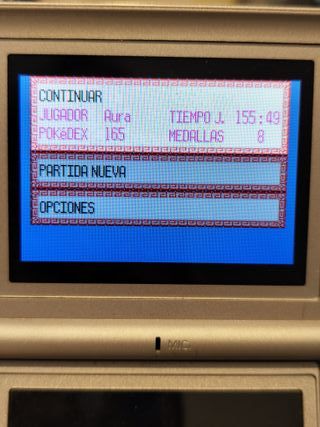 CONTINUAR
JUGADOR Aura TIEMPO J. 155:49
POKéDEX 165 MEDALLAS 8
PARTIDA NUEVA
OPCIONES
MIC.